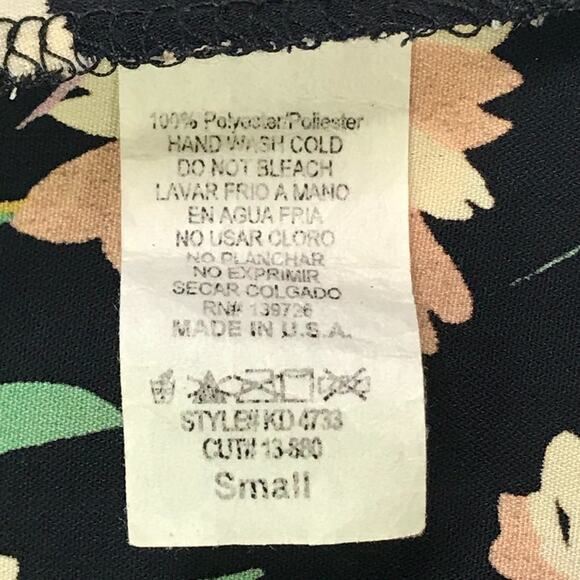 100% Polyester/Poliester
HAND WASH COLD
DO NOT BLEACH
LAVAR FRIO A MANO
EN AGUA FRIA
NO USAR CLORO
NO PLANCHAR
NO EXPRIMIR
SECAR COLGADO
RN# 139726
MADE IN U.S.A.
STYLE# KD 4733
CUT# 13-880
Small